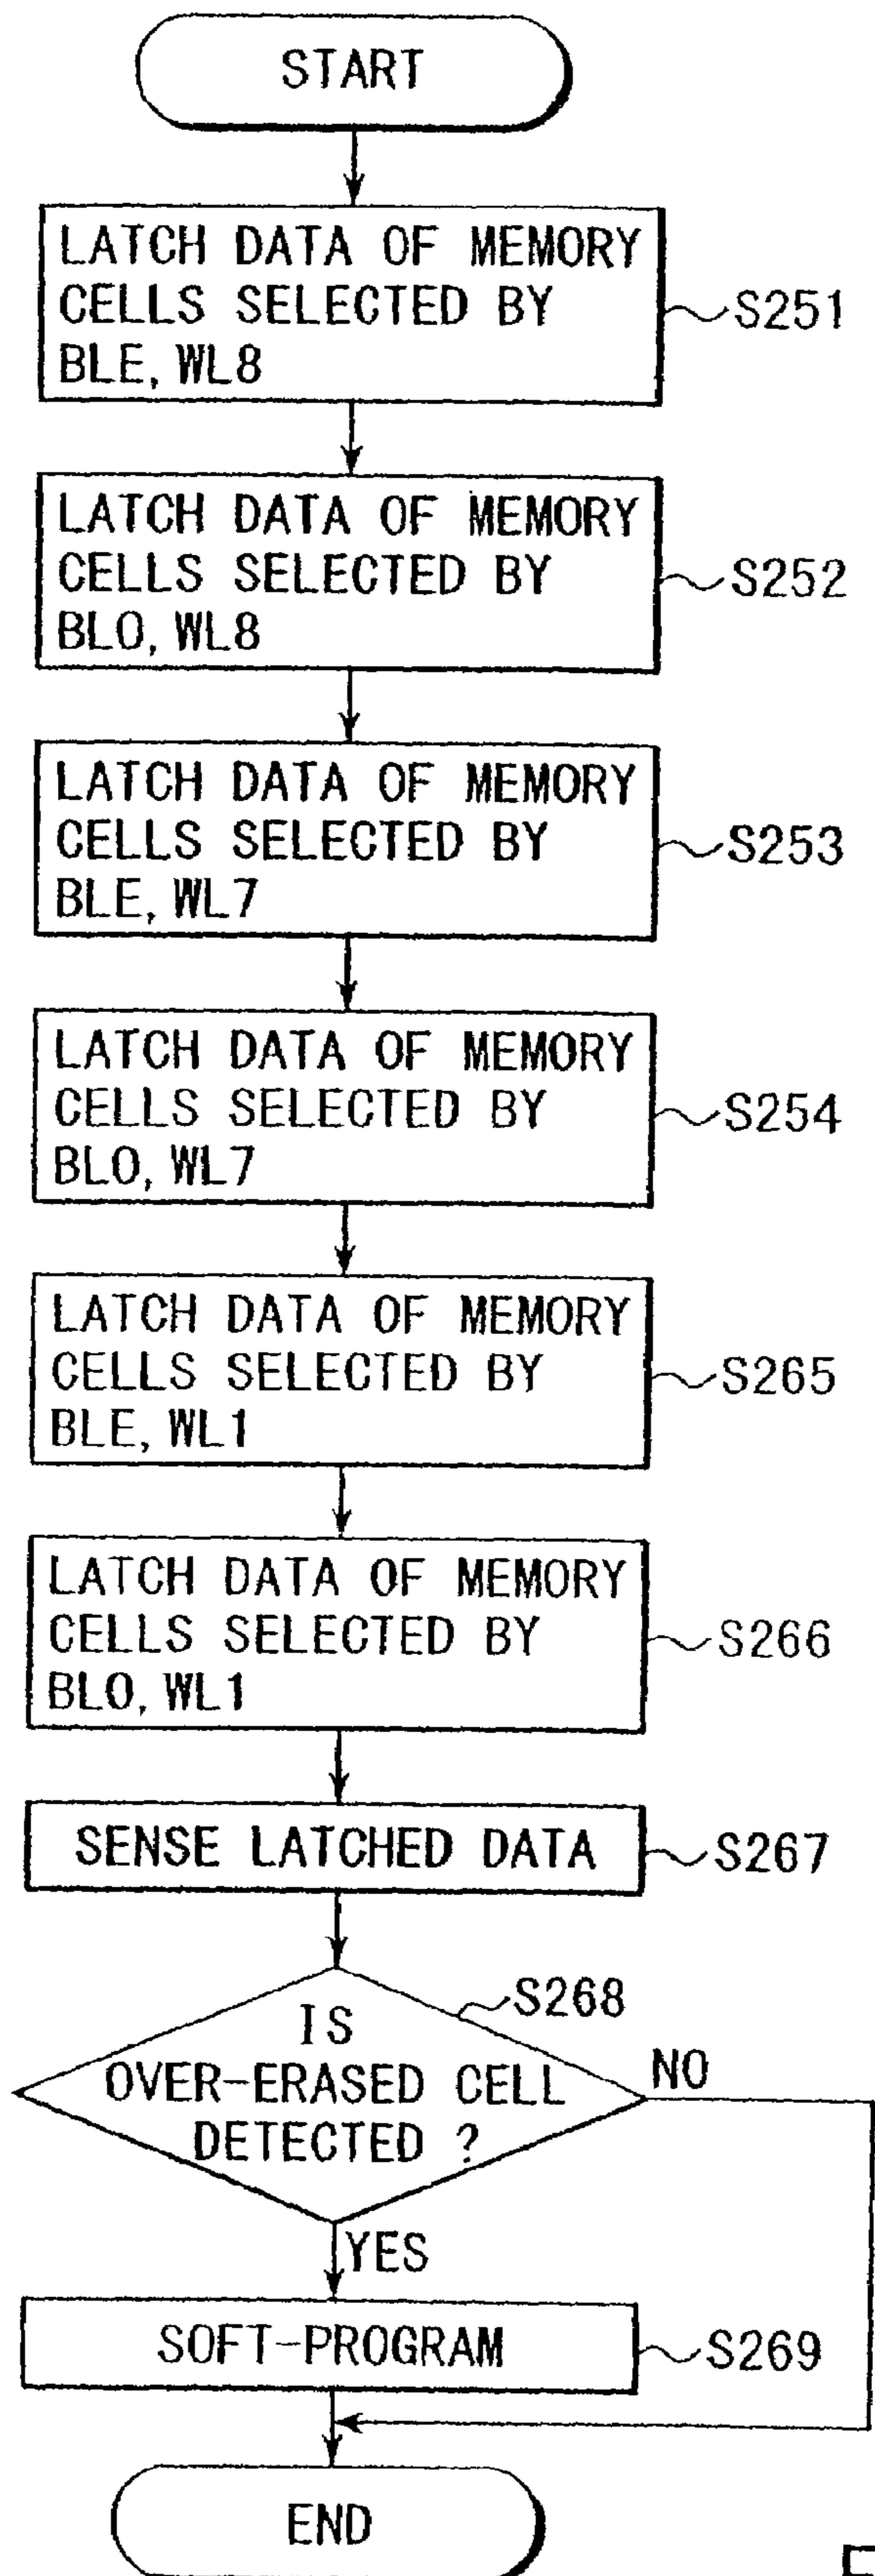 START
LATCH DATA OF MEMORY
CELLS SELECTED BY
BLE, WL8
S251
LATCH DATA OF MEMORY
CELLS SELECTED BY
BLO, WL8
S252
LATCH DATA OF MEMORY
CELLS SELECTED BY
BLE, WL7
S253
LATCH DATA OF MEMORY
CELLS SELECTED BY
BLO, WL7
S254
LATCH DATA OF MEMORY
CELLS SELECTED BY
BLE, WL1
S265
LATCH DATA OF MEMORY
CELLS SELECTED BY
BLO, WL1
S266
SENSE LATCHED DATA
S267
S268
IS
OVER-ERASED CELL
DETECTED ?
NO
YES
SOFT-PROGRAM
S269
END